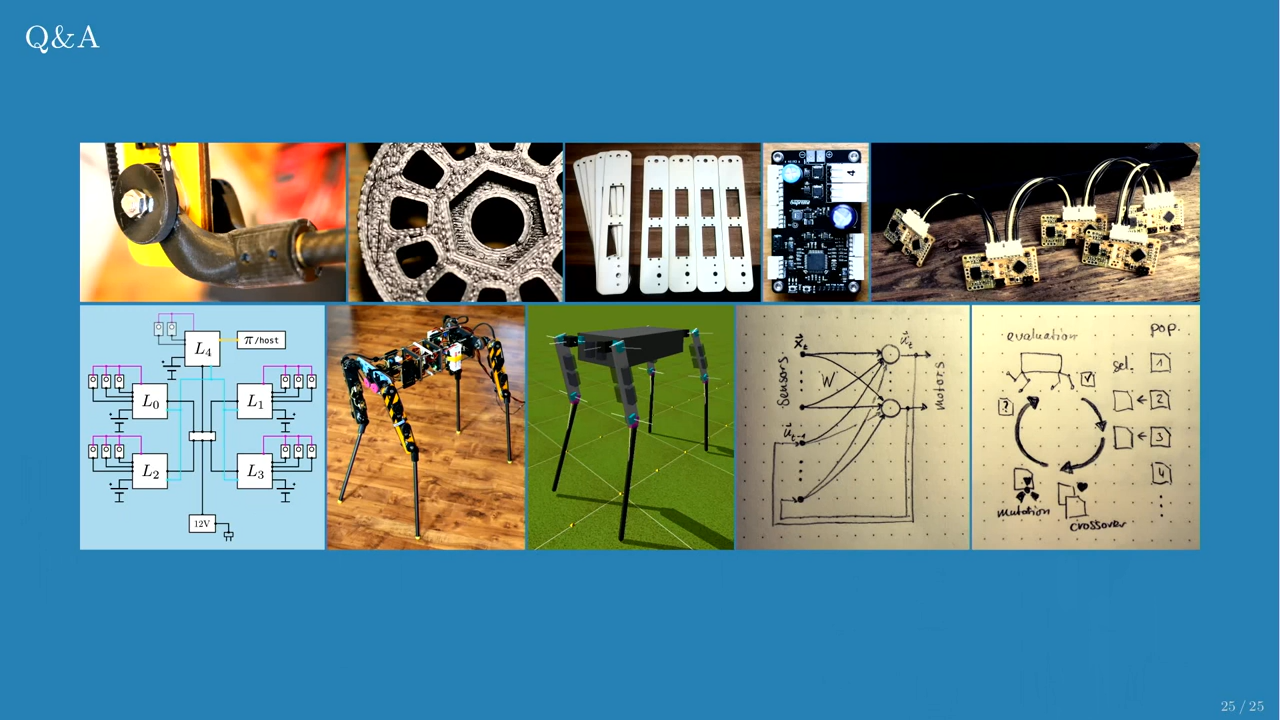 Q&A
4
L4
π/host
L0
L1
L2
L3
12V
Sensors
W
motors
evaluation
pop.
sel.
1
2
3
4
?
mutation
crossover
25 / 25